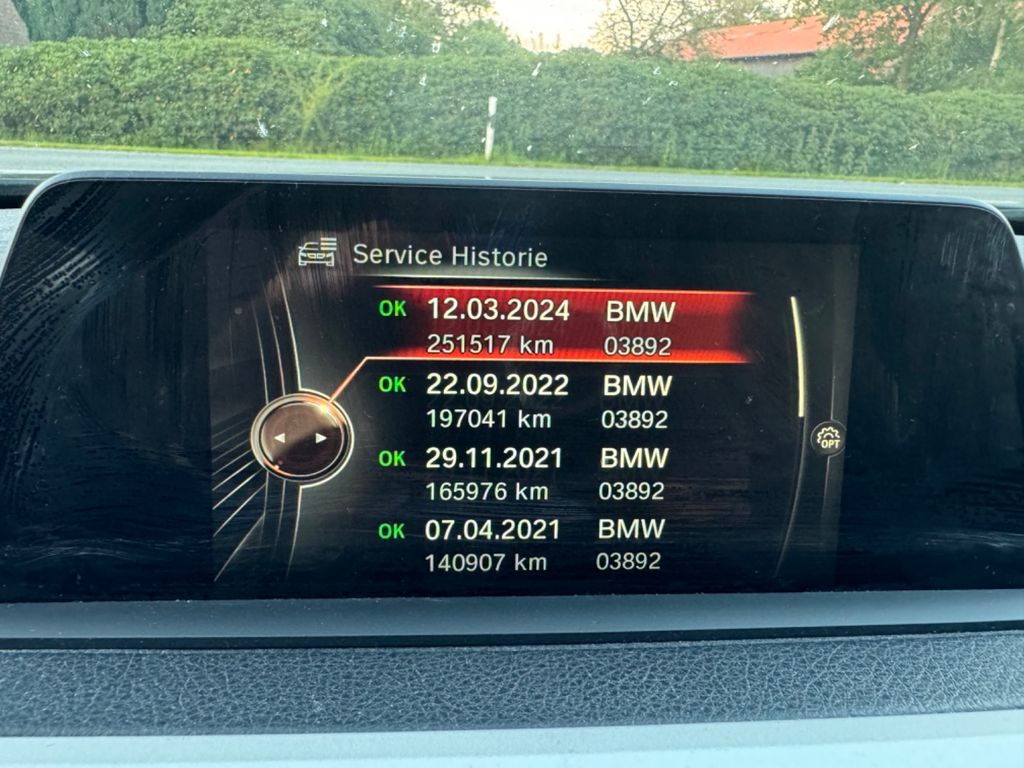 Service Historie
OK 12.03.2024 BMW
251517 km 03892
OK 22.09.2022 BMW
197041 km 03892
OK 29.11.2021 BMW
165976 km 03892
OPT
OK 07.04.2021 BMW
140907 km 03892